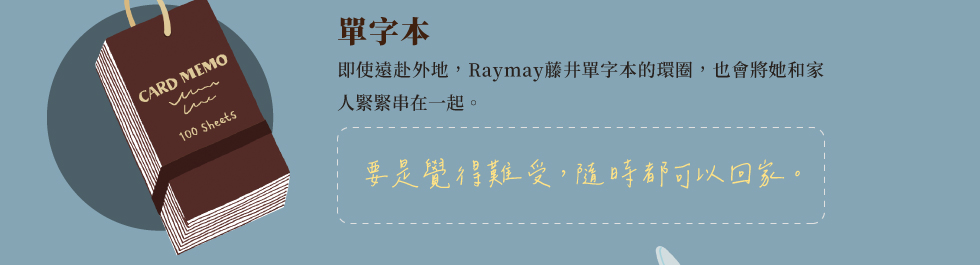 CARD MEMO
100 Sheets
單字本
即使遠赴外地，Raymay藤井單字本的環圈，也會將她和家
人緊緊串在一起。
要是覺得難受，隨時都可以回家。